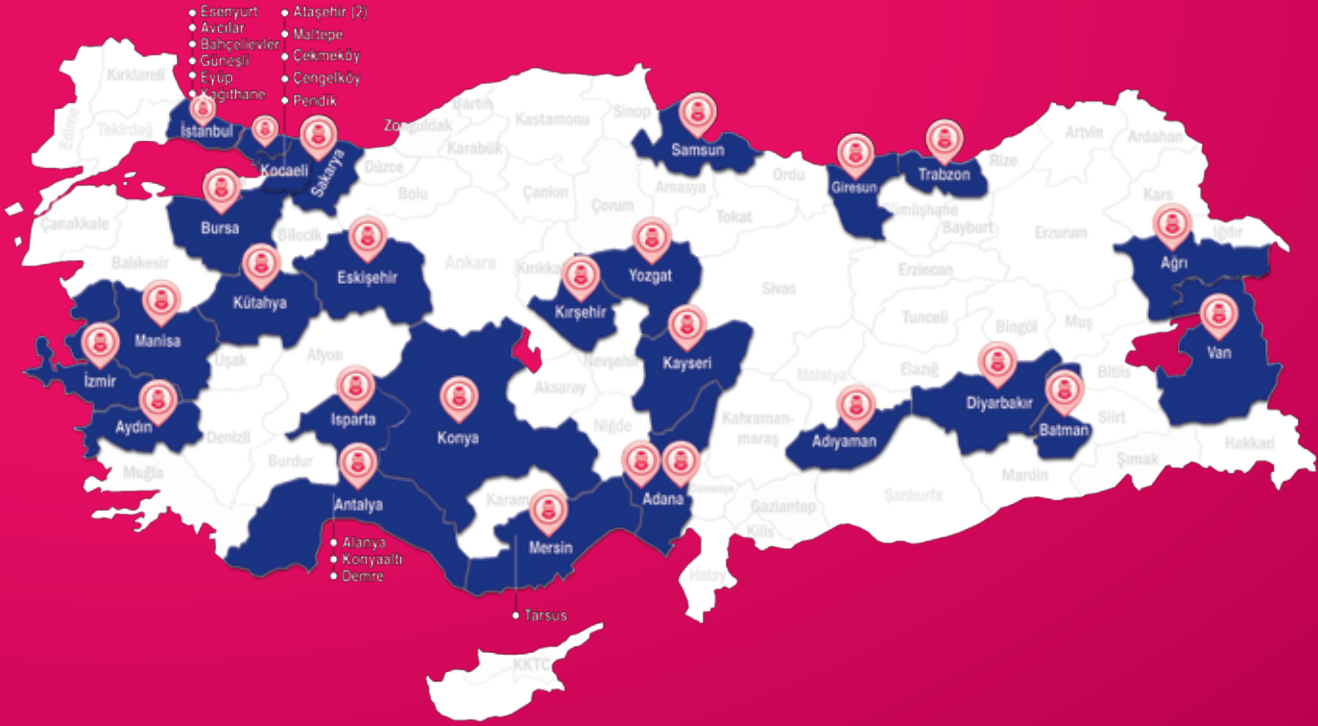 Esenyurt
Avcılar
Bahçelievler
Güneşli
Eyüp
Kağıthane
Ataşehir (2)
Maltepe
Çekmeköy
Çengelköy
Pendik
Kırklareli
Edirne
Tekirdağ
İstanbul
Kocaeli
Sakarya
Zonguldak
Bartın
Karabük
Kastamonu
Sinop
Samsun
Düzce
Bolu
Çankırı
Çorum
Amasya
Tokat
Ordu
Giresun
Trabzon
Rize
Artvin
Ardahan
Kars
Iğdır
Gümüşhane
Bayburt
Erzurum
Erzincan
Ağrı
Çanakkale
Bursa
Bilecik
Balıkesir
Kütahya
Eskişehir
Ankara
Kırıkkale
Kırşehir
Yozgat
Sivas
Tunceli
Bingöl
Muş
Van
Manisa
İzmir
Uşak
Afyon
Aksaray
Nevşehir
Kayseri
Malatya
Elazığ
Diyarbakır
Bitlis
Batman
Siirt
Aydın
Denizli
Isparta
Konya
Niğde
Kahraman-
maraş
Adıyaman
Mardin
Şırnak
Hakkari
Muğla
Burdur
Antalya
Karaman
Mersin
Adana
Osmaniye
Gaziantep
Kilis
Şanlıurfa
Hatay
Alanya
Konyaaltı
Demre
Tarsus
KKTC